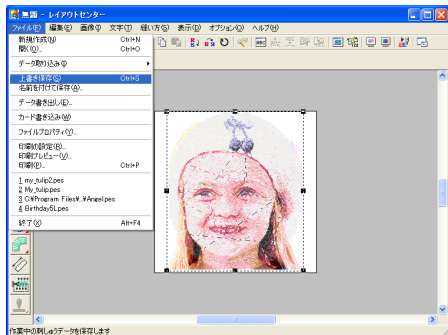 無題 - レイアウトセンター
ファイル(F) 編集(E) 画像(I) 文字(T) 縫い方(S) 表示(D) オプション(O) ヘルプ(H)
新規作成(N) Ctrl+N
開く(O)... Ctrl+O
データ取り込み(I)
上書き保存(S) Ctrl+S
名前を付けて保存(A)...
データ書き出し(E)...
カード書き込み(W)
ファイルプロパティ(Y)...
印刷の設定(R)...
印刷プレビュー(V)...
印刷(P)... Ctrl+P
1 my_tulip2.pes
2 My_tulip.pes
3 C:¥Program Files¥..¥Angel.pes
4 Birthday5L.pes
終了(X) Alt+F4
作業中の刺しゅうデータを保存します